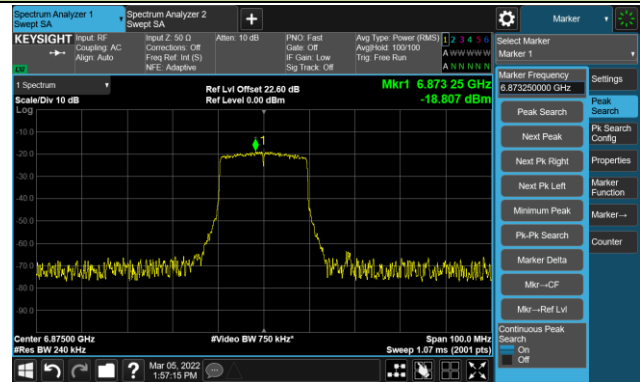 Spectrum Analyzer 1
Swept SA
Spectrum Analyzer 2
Swept SA
+
Marker
KEYSIGHT
Input: RF
Coupling: AC
Align: Auto
Input Z: 50 Ω
Corrections: Off
Freq Ref: Int (S)
NFE: Adaptive
Atten: 10 dB
PNO: Fast
Gate: Off
IF Gain: Low
Sig Track: Off
Avg Type: Power (RMS)
Avg|Hold: 100/100
Trig: Free Run
1 2 3 4 5 6
A W W W W W
A N N N N N
Select Marker
Marker 1
1 Spectrum
Scale/Div 10 dB
Log
Ref Lvl Offset 22.60 dB
Ref Level 0.00 dBm
Mkr1 6.873 25 GHz
-18.807 dBm
-10.0
-20.0
-30.0
-40.0
-50.0
-60.0
-70.0
-80.0
-90.0
1
Center 6.87500 GHz
#Res BW 240 kHz
#Video BW 750 kHz*
Span 100.0 MHz
Sweep 1.07 ms (2001 pts)
Marker Frequency
6.873250000 GHz
Peak Search
Next Peak
Next Pk Right
Next Pk Left
Minimum Peak
Pk-Pk Search
Marker Delta
Mkr→CF
Mkr→Ref Lvl
Continuous Peak
Search
On
Off
Settings
Peak
Search
Pk Search
Config
Properties
Marker
Function
Marker→
Counter
?
Mar 05, 2022
1:57:15 PM